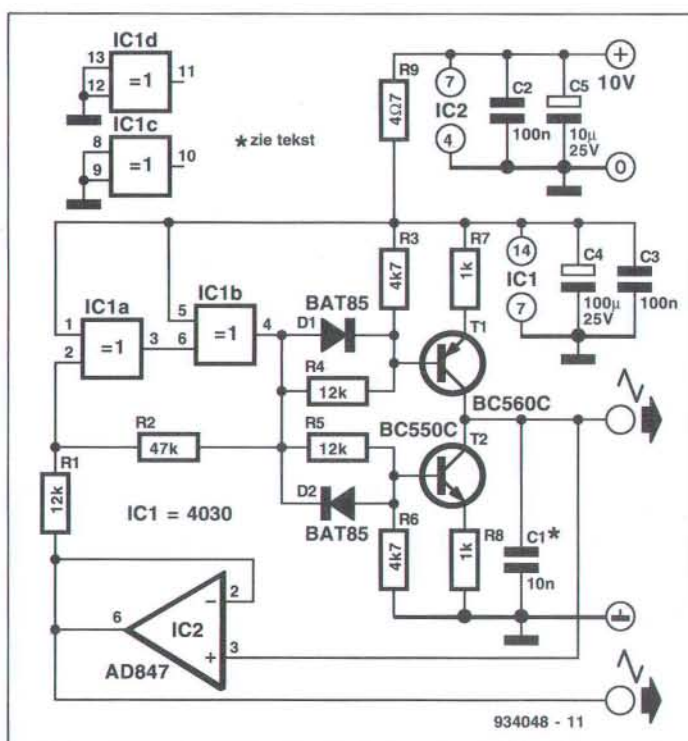 IC1d
13
12
=1
11
IC1c
8
9
=1
10
*zie tekst
R9
4Ω7
7
IC2
4
C2
100n
C5
10µ
25V
+
10V
0
IC1a
1
2
=1
3
IC1b
5
6
=1
4
D1
BAT85
R3
4k7
R7
1k
14
IC1
7
C4
100µ
25V
C3
100n
T1
R4
12k
BC560C
R2
47k
R5
12k
BC550C
T2
R1
12k
IC1 = 4030
D2
BAT85
R6
4k7
R8
1k
C1*
10n
2
6
−
IC2
+
3
AD847
934048 - 11